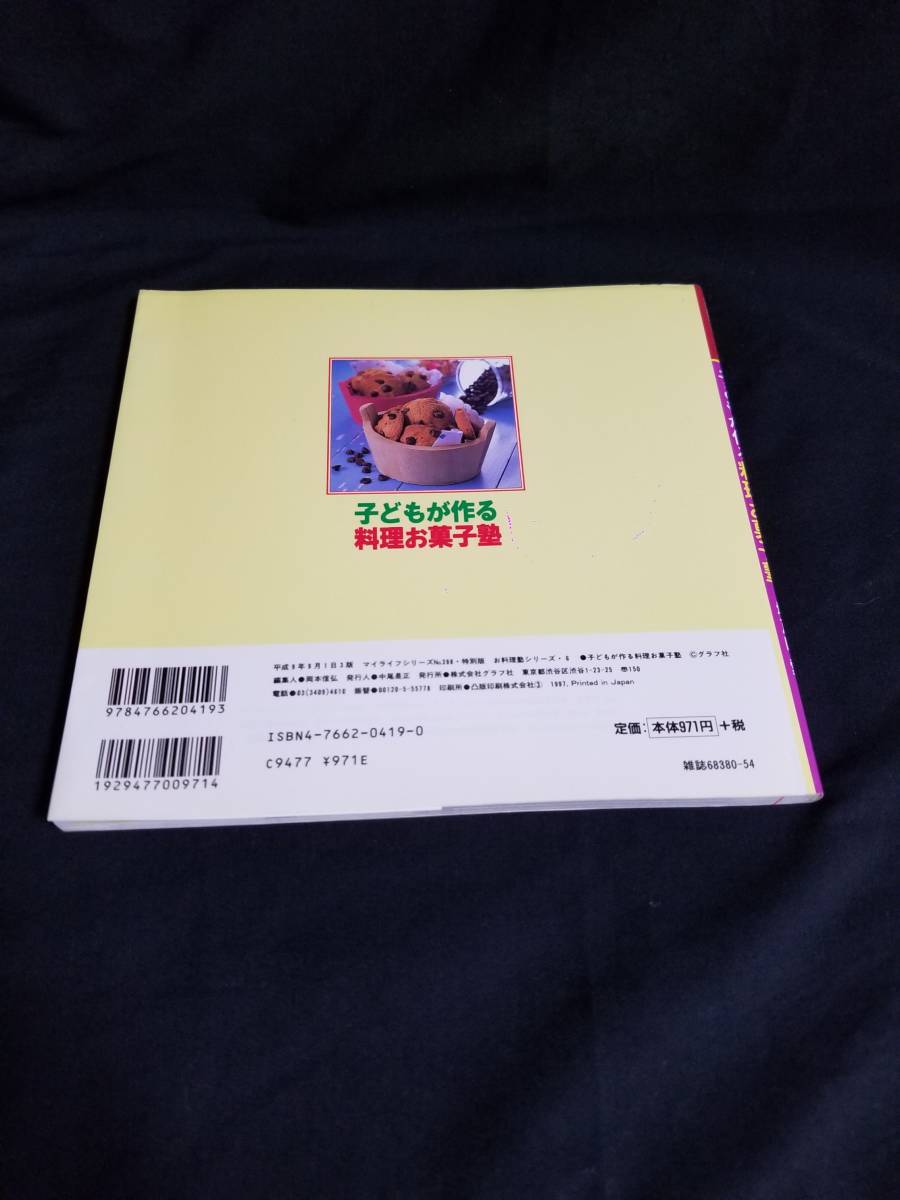 子どもが作る
料理お菓子塾
平成9年9月1日3版 マイライフシリーズNo.398・特別版 お料理塾シリーズ・6 ●子どもが作る料理お菓子塾 Ⓒグラフ社
編集人●岡本信弘 発行人●中尾是正 発行所●株式会社グラフ社 東京都渋谷区渋谷1-23-25 〠150
電話●03(3409)4610 振替●00120-5-55778 印刷所●凸版印刷株式会社③ 1997, Printed in Japan
9784766204193
ISBN4-7662-0419-0
定価:本体971円+税
1929477009714
C9477 ¥971E
雑誌68380-54